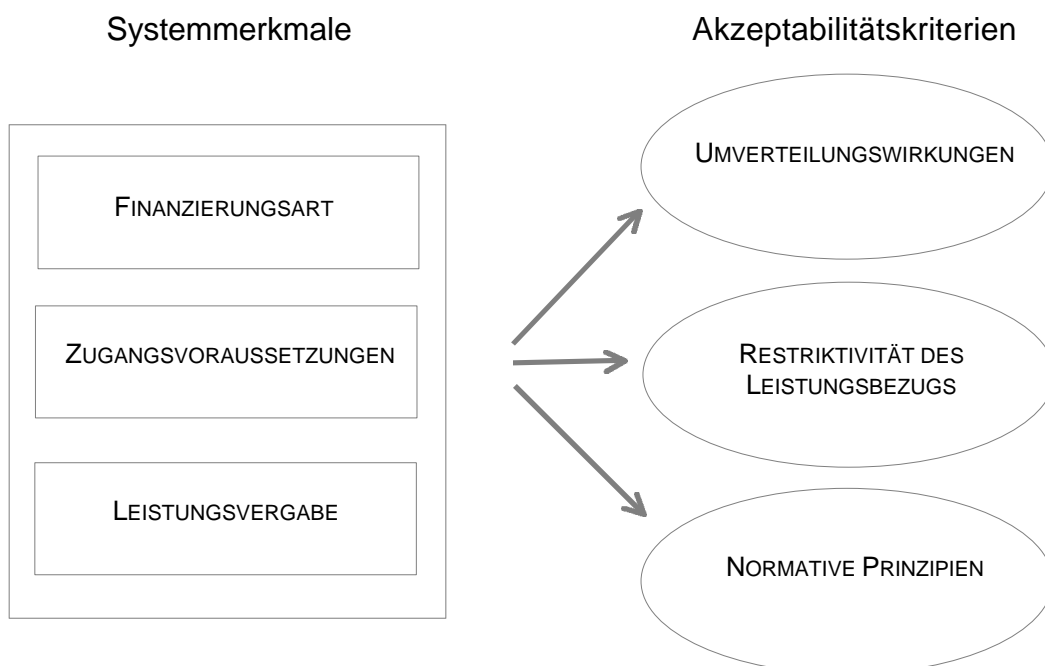 Systemmerkmale
Akzeptabilitätskriterien
FINANZIERUNGSART
ZUGANGSVORAUSSETZUNGEN
LEISTUNGSVERGABE
UMVERTEILUNGSWIRKUNGEN
RESTRIKTIVITÄT DES
LEISTUNGSBEZUGS
NORMATIVE PRINZIPIEN